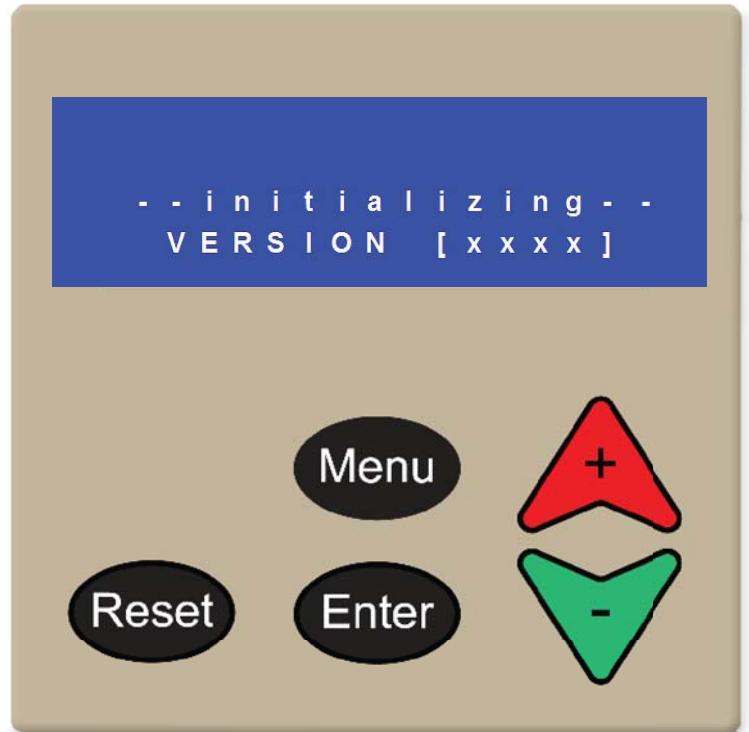 --initializing--
VERSION [xxxx]
Menu
+
Reset
Enter
-